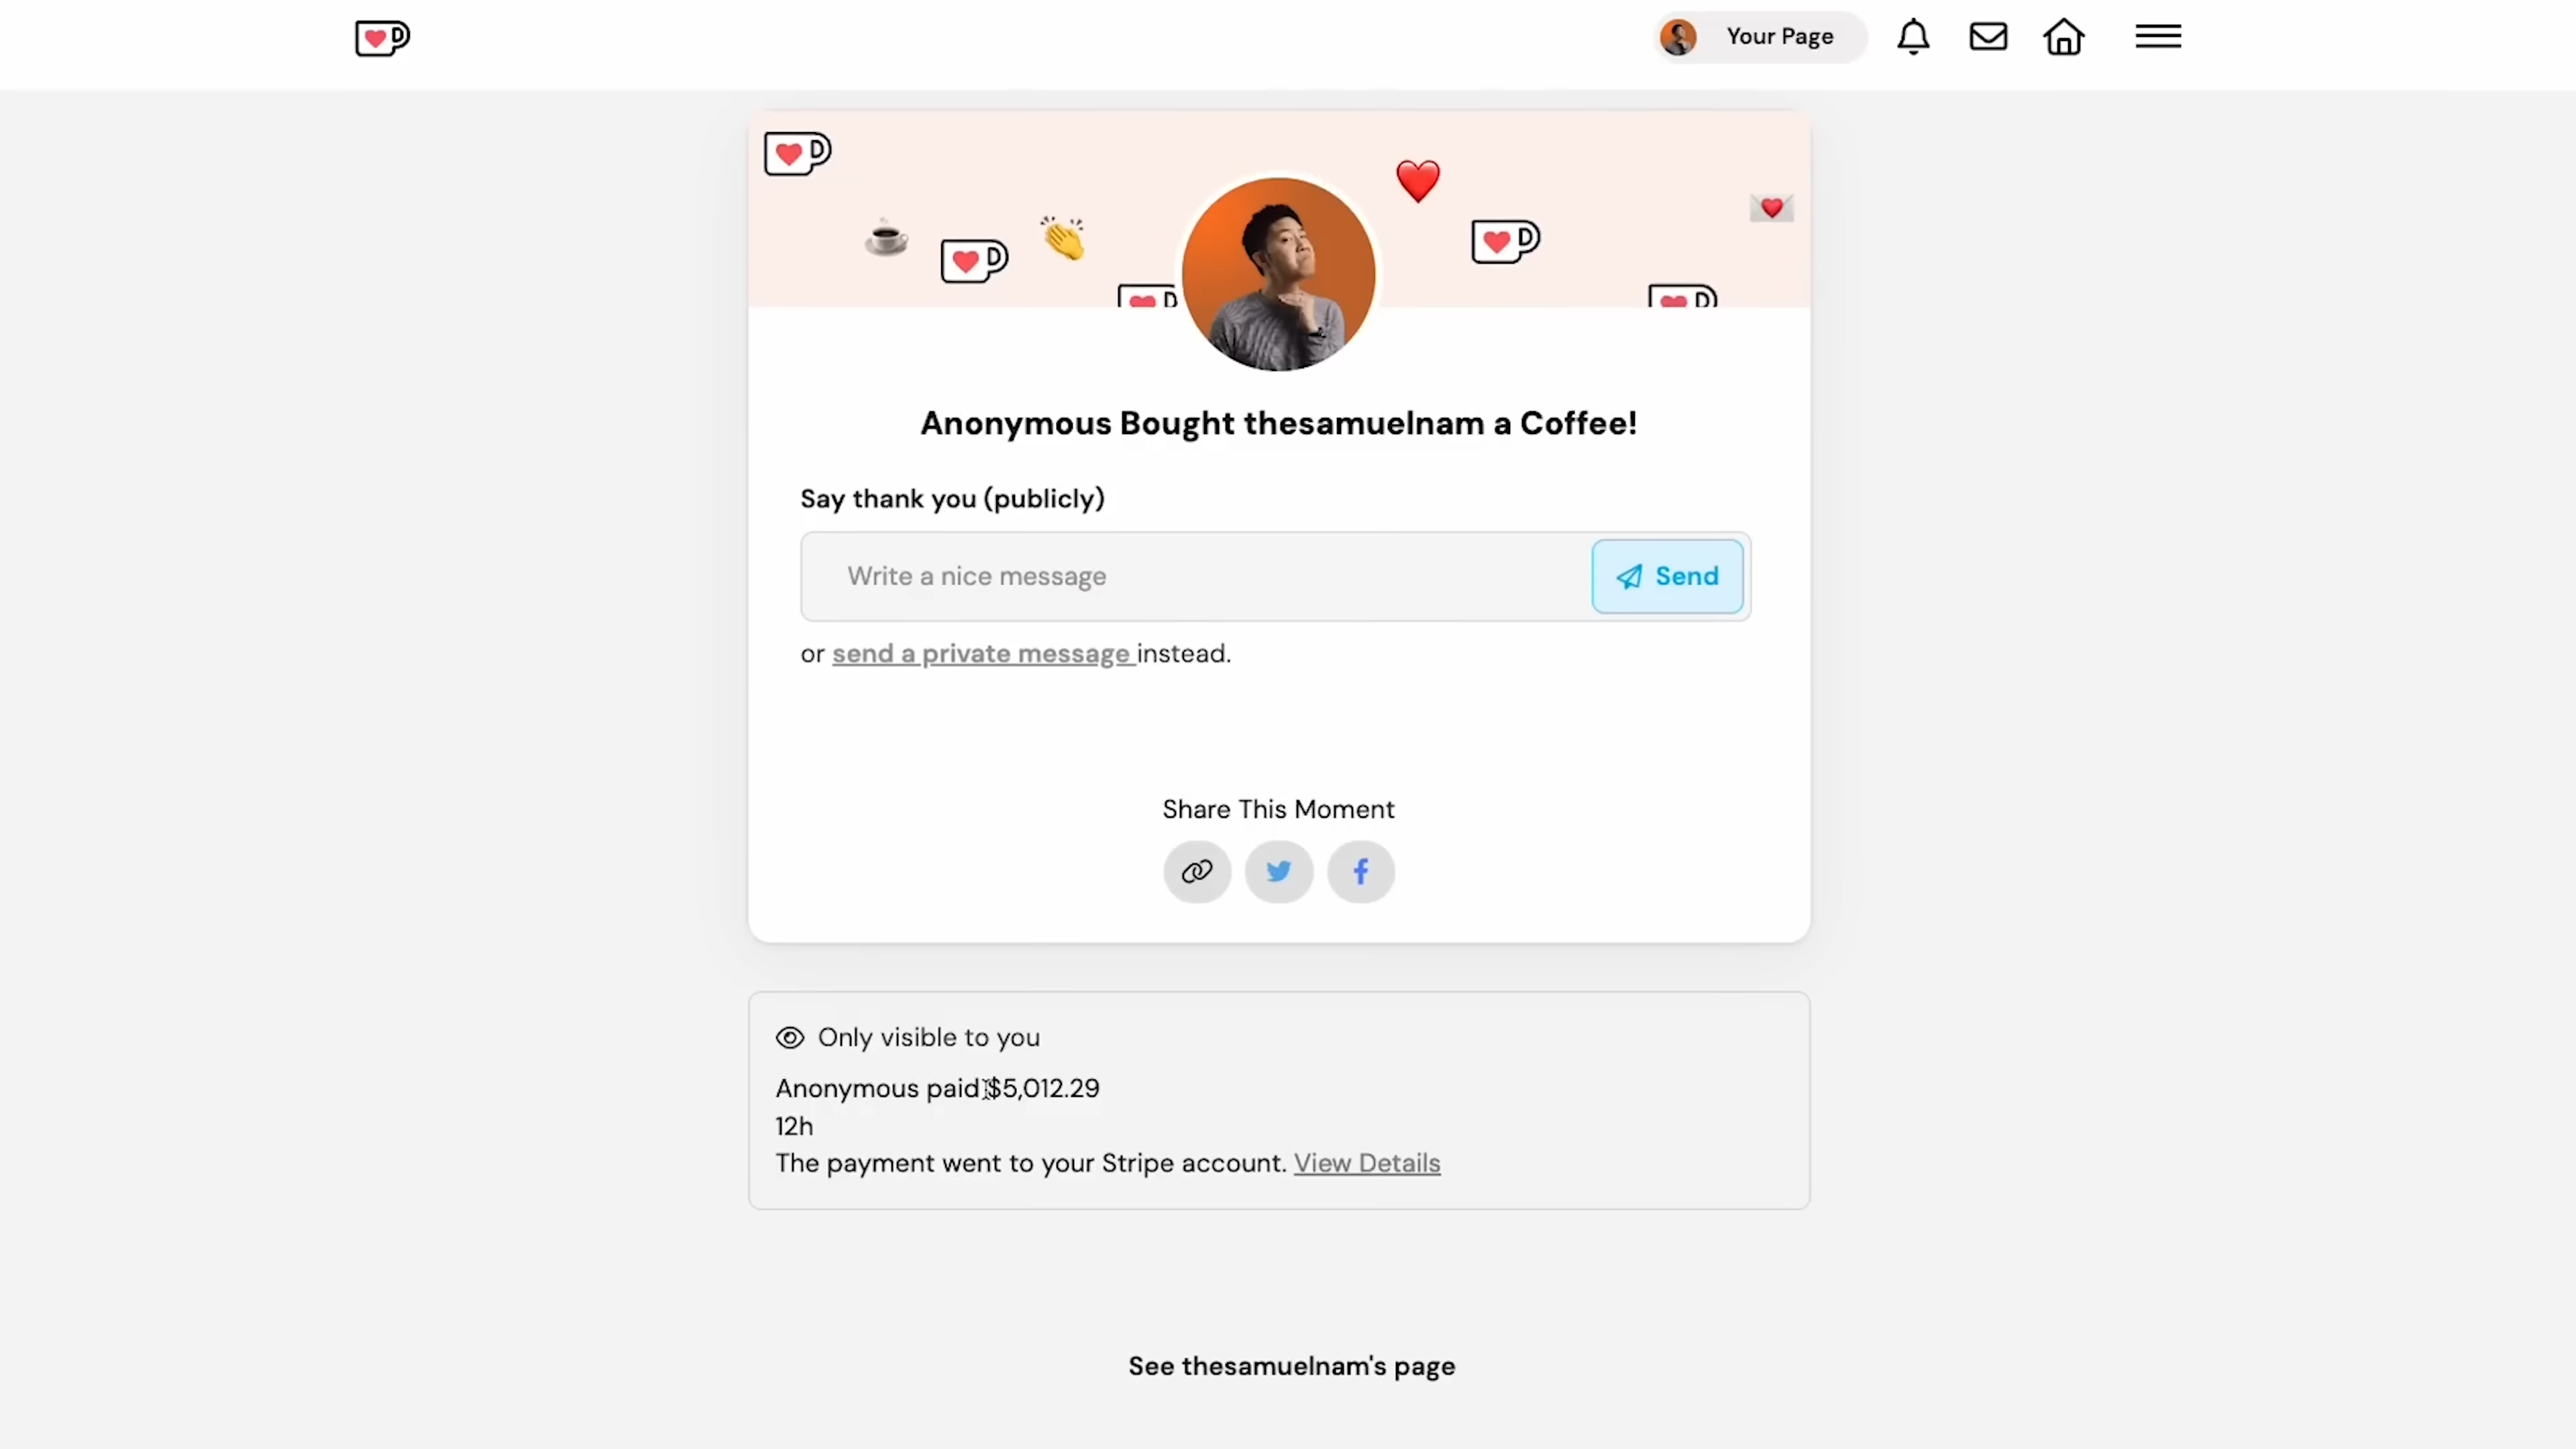 Your Page
Anonymous Bought thesamuelnam a Coffee!
Say thank you (publicly)
Write a nice message
Send
or send a private message instead.
Share This Moment
Only visible to you
Anonymous paid $5,012.29
12h
The payment went to your Stripe account. View Details
See thesamuelnam's page